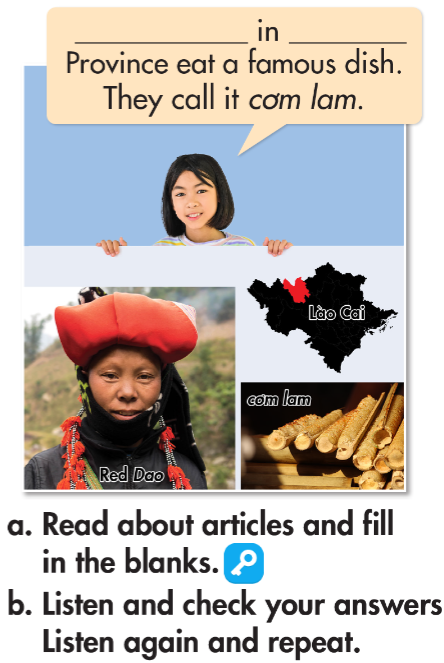 ______________ in __________
Province eat a famous dish.
They call it cơm lam.
Lào Cai
cơm lam
Red Dao
a. Read about articles and fill
in the blanks.
b. Listen and check your answers
Listen again and repeat.